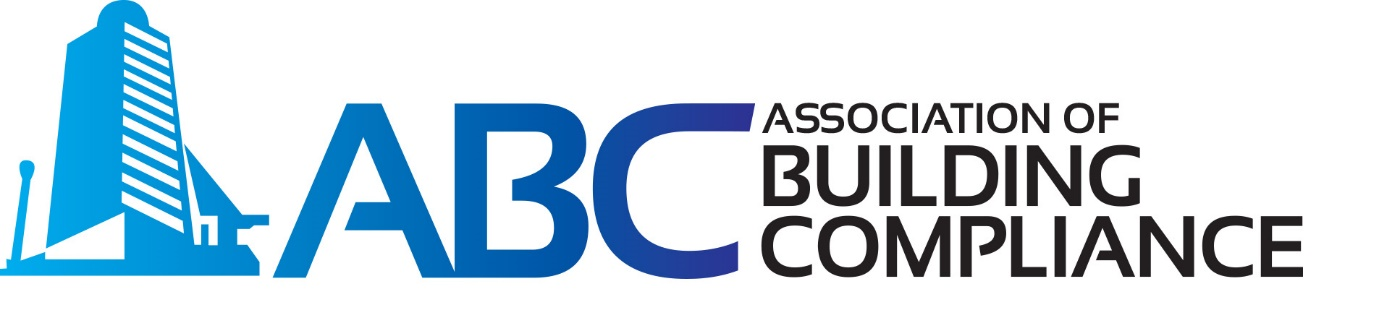 ABC
ASSOCIATION OF
BUILDING
COMPLIANCE